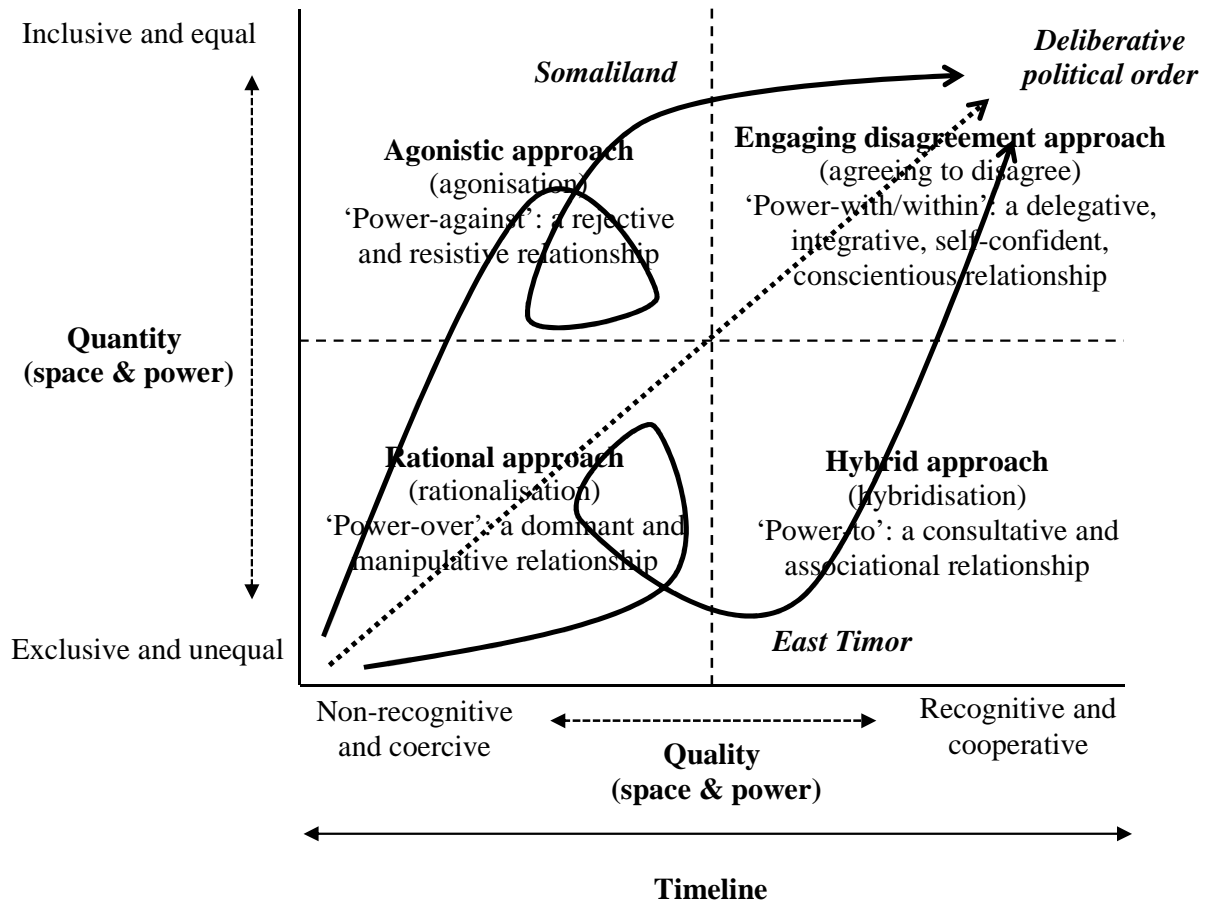 Inclusive and equal
Somaliland
Deliberative
political order
Agonistic approach
(agonisation)
‘Power-against’: a rejective
and resistive relationship
Engaging disagreement approach
(agreeing to disagree)
‘Power-with/within’: a delegative,
integrative, self-confident,
conscientious relationship
Quantity
(space & power)
Rational approach
(rationalisation)
‘Power-over’: a dominant and
manipulative relationship
Hybrid approach
(hybridisation)
‘Power-to’: a consultative and
associational relationship
East Timor
Exclusive and unequal
Non-recognitive
and coercive
Recognitive and
cooperative
Quality
(space & power)
Timeline